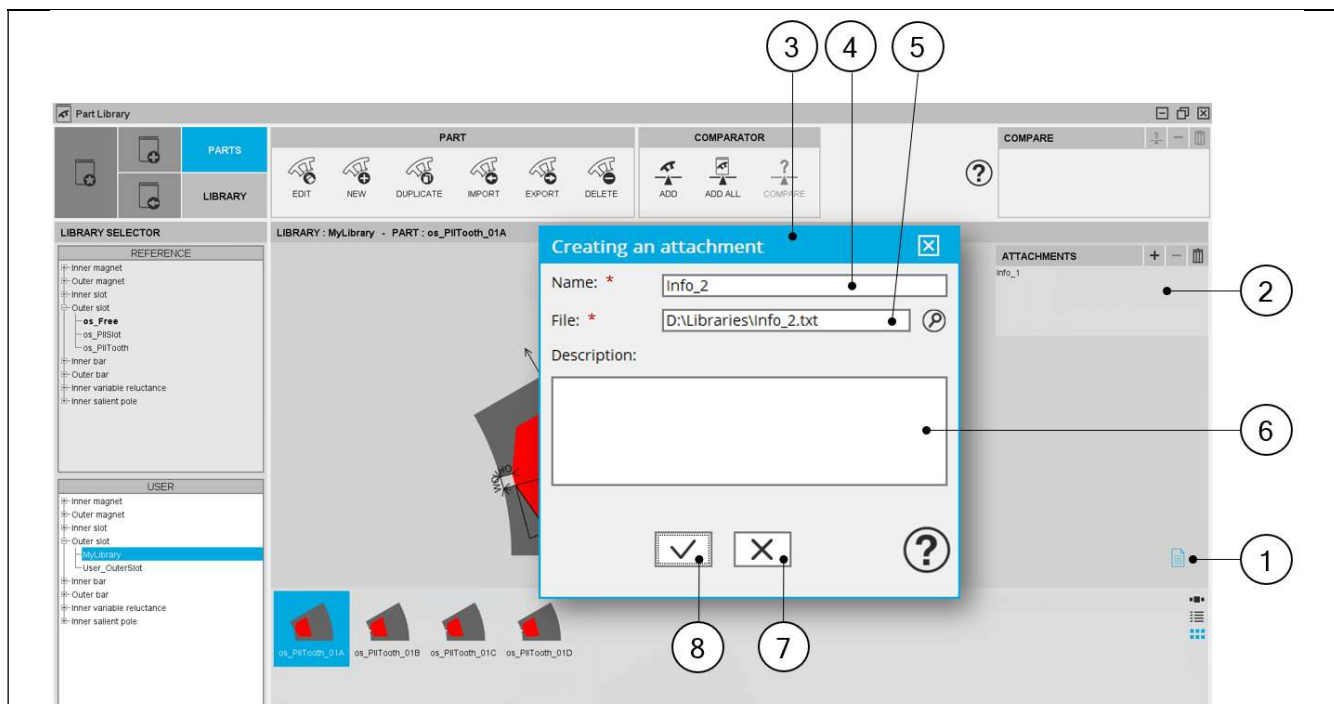 3 4 5
Part Library
PARTS
LIBRARY
PART
EDIT NEW DUPLICATE IMPORT EXPORT DELETE
COMPARATOR
ADD ADD ALL COMPARE
?
COMPARE
LIBRARY SELECTOR
REFERENCE
Inner magnet
Outer magnet
Inner slot
Outer slot
os_Free
os_PllSlot
os_PllTooth
Inner bar
Outer bar
Inner variable reluctance
Inner salient pole
USER
Inner magnet
Outer magnet
Inner slot
Outer slot
MyLibrary
User_OuterSlot
Inner bar
Outer bar
Inner variable reluctance
Inner salient pole
LIBRARY : MyLibrary - PART : os_PllTooth_01A
Creating an attachment
Name: * Info_2
File: * D:\Libraries\Info_2.txt
Description:
?
ATTACHMENTS
Info_1
2
6
1
8 7
os_PllTooth_01A os_PllTooth_01B os_PllTooth_01C os_PllTooth_01D